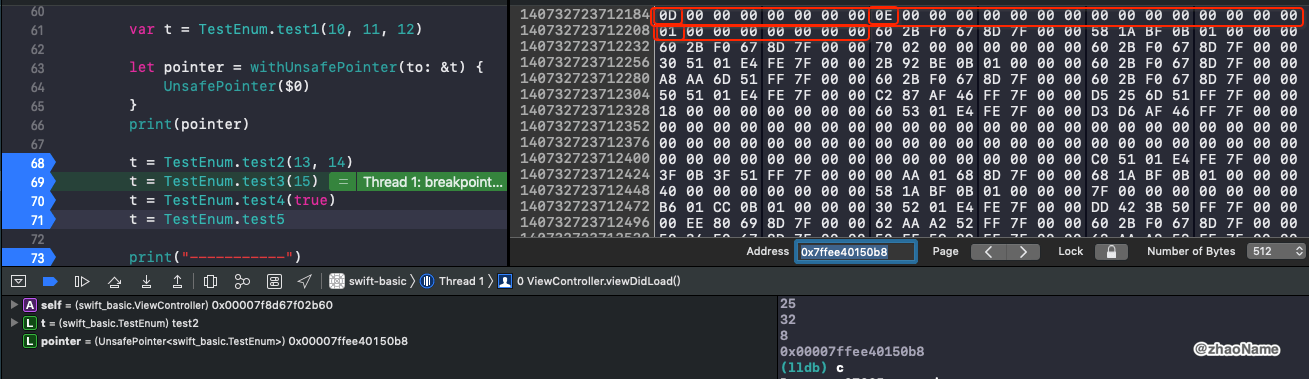 60
61 var t = TestEnum.test1(10, 11, 12)
62
63 let pointer = withUnsafePointer(to: &t) {
64 UnsafePointer($0)
65 }
66 print(pointer)
67
68 t = TestEnum.test2(13, 14)
69 t = TestEnum.test3(15) = Thread 1: breakpoint...
70 t = TestEnum.test4(true)
71 t = TestEnum.test5
72
73 print("-----------")
140732723712184 0D 00 00 00 00 00 00 00 0E 00 00 00 00 00 00 00 00 00 00 00 00 00 00 00
140732723712208 01 00 00 00 00 00 00 00 60 2B F0 67 8D 7F 00 00 58 1A BF 0B 01 00 00 00
140732723712232 60 2B F0 67 8D 7F 00 00 70 02 00 00 00 00 00 00 60 2B F0 67 8D 7F 00 00
140732723712256 30 51 01 E4 FE 7F 00 00 2B 92 BE 0B 01 00 00 00 60 2B F0 67 8D 7F 00 00
140732723712280 A8 AA 6D 51 FF 7F 00 00 60 2B F0 67 8D 7F 00 00 60 2B F0 67 8D 7F 00 00
140732723712304 50 51 01 E4 FE 7F 00 00 C2 87 AF 46 FF 7F 00 00 D5 25 6D 51 FF 7F 00 00
140732723712328 18 00 00 00 00 00 00 00 60 53 01 E4 FE 7F 00 00 D3 D6 AF 46 FF 7F 00 00
140732723712352 00 00 00 00 00 00 00 00 00 00 00 00 00 00 00 00 00 00 00 00 00 00 00 00
140732723712376 00 00 00 00 00 00 00 00 00 00 00 00 00 00 00 00 00 00 00 00 00 00 00 00
140732723712400 00 00 00 00 00 00 00 00 00 00 00 00 00 00 00 00 C0 51 01 E4 FE 7F 00 00
140732723712424 3F 0B 3F 51 FF 7F 00 00 00 AA 01 68 8D 7F 00 00 68 1A BF 0B 01 00 00 00
140732723712448 40 00 00 00 00 00 00 00 58 1A BF 0B 01 00 00 00 7F 00 00 00 00 00 00 00
140732723712472 B6 01 CC 0B 01 00 00 00 30 52 01 E4 FE 7F 00 00 DD 42 3B 50 FF 7F 00 00
140732723712496 00 EE 80 69 8D 7F 00 00 62 AA A2 52 FF 7F 00 00 60 2B F0 67 8D 7F 00 00
Address 0x7ffee40150b8 Page Lock Number of Bytes 512
swift-basic Thread 1 0 ViewController.viewDidLoad()
A self = (swift_basic.ViewController) 0x00007f8d67f02b60
L t = (swift_basic.TestEnum) test2
L pointer = (UnsafePointer<swift_basic.TestEnum>) 0x00007ffee40150b8
25
32
8
0x00007ffee40150b8
(lldb) c
@zhaoName